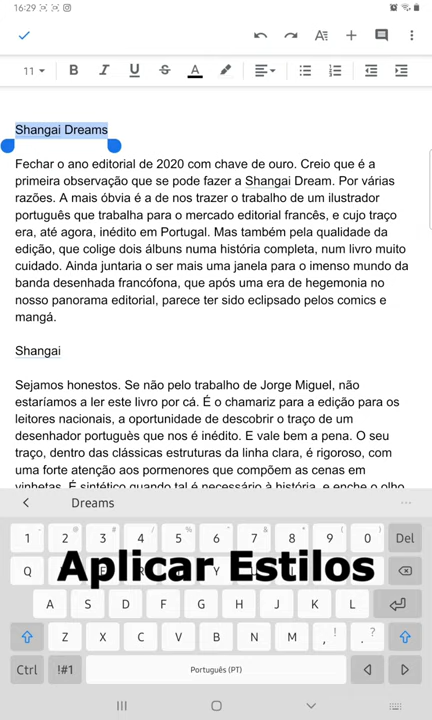 16:29
11
B I U S A
Shangai Dreams
Fechar o ano editorial de 2020 com chave de ouro. Creio que é a
primeira observação que se pode fazer a Shangai Dream. Por várias
razões. A mais óbvia é a de nos trazer o trabalho de um ilustrador
português que trabalha para o mercado editorial francês, e cujo traço
era, até agora, inédito em Portugal. Mas também pela qualidade da
edição, que colige dois álbuns numa história completa, num livro muito
cuidado. Ainda juntaria o ser mais uma janela para o imenso mundo da
banda desenhada francófona, que após uma era de hegemonia no
nosso panorama editorial, parece ter sido eclipsado pelos comics e
mangá.
Shangai
Sejamos honestos. Se não pelo trabalho de Jorge Miguel, não
estaríamos a ler este livro por cá. É o chamariz para a edição para os
leitores nacionais, a oportunidade de descobrir o traço de um
desenhador português que nos é inédito. E vale bem a pena. O seu
traço, dentro das clássicas estruturas da linha clara, é rigoroso, com
uma forte atenção aos pormenores que compõem as cenas em
vinhetas. É sintético quando tal é necessário à história, e enche o olho
Dreams
1 2 3 4 5 6 7 8 9 0 Del
Aplicar Estilos
Q
A S D F G H J K L
Z X C V B N M , ! . ?
Ctrl !#1 Português (PT)